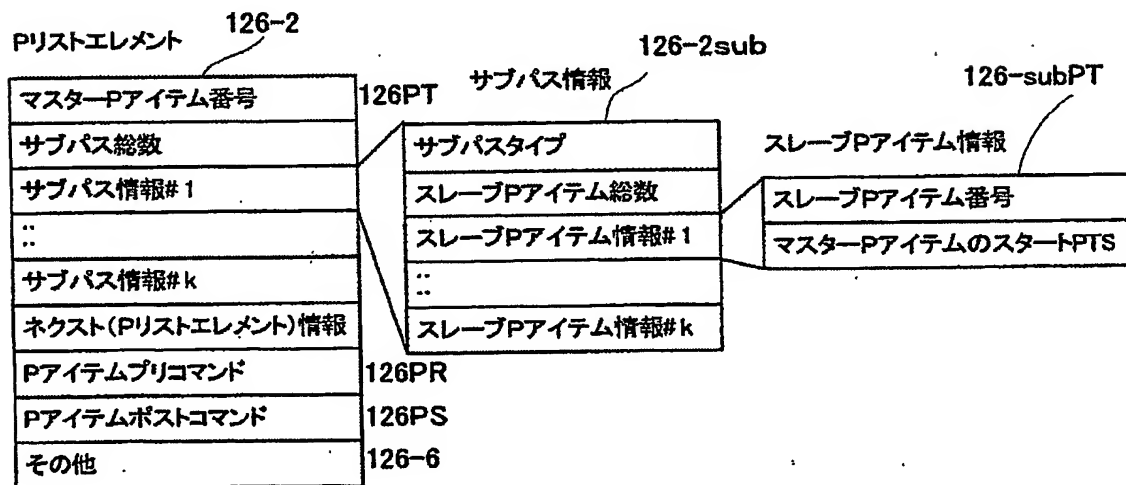 Pリストエレメント
126-2
マスターPアイテム番号
126PT
サブパス総数
サブパス情報#1
::
サブパス情報#k
ネクスト(Pリストエレメント)情報
Pアイテムプリコマンド
126PR
Pアイテムポストコマンド
126PS
その他
126-6
サブパス情報
126-2sub
サブパスタイプ
スレーブPアイテム総数
スレーブPアイテム情報#1
::
スレーブPアイテム情報#k
126-subPT
スレーブPアイテム情報
スレーブPアイテム番号
マスターPアイテムのスタートPTS